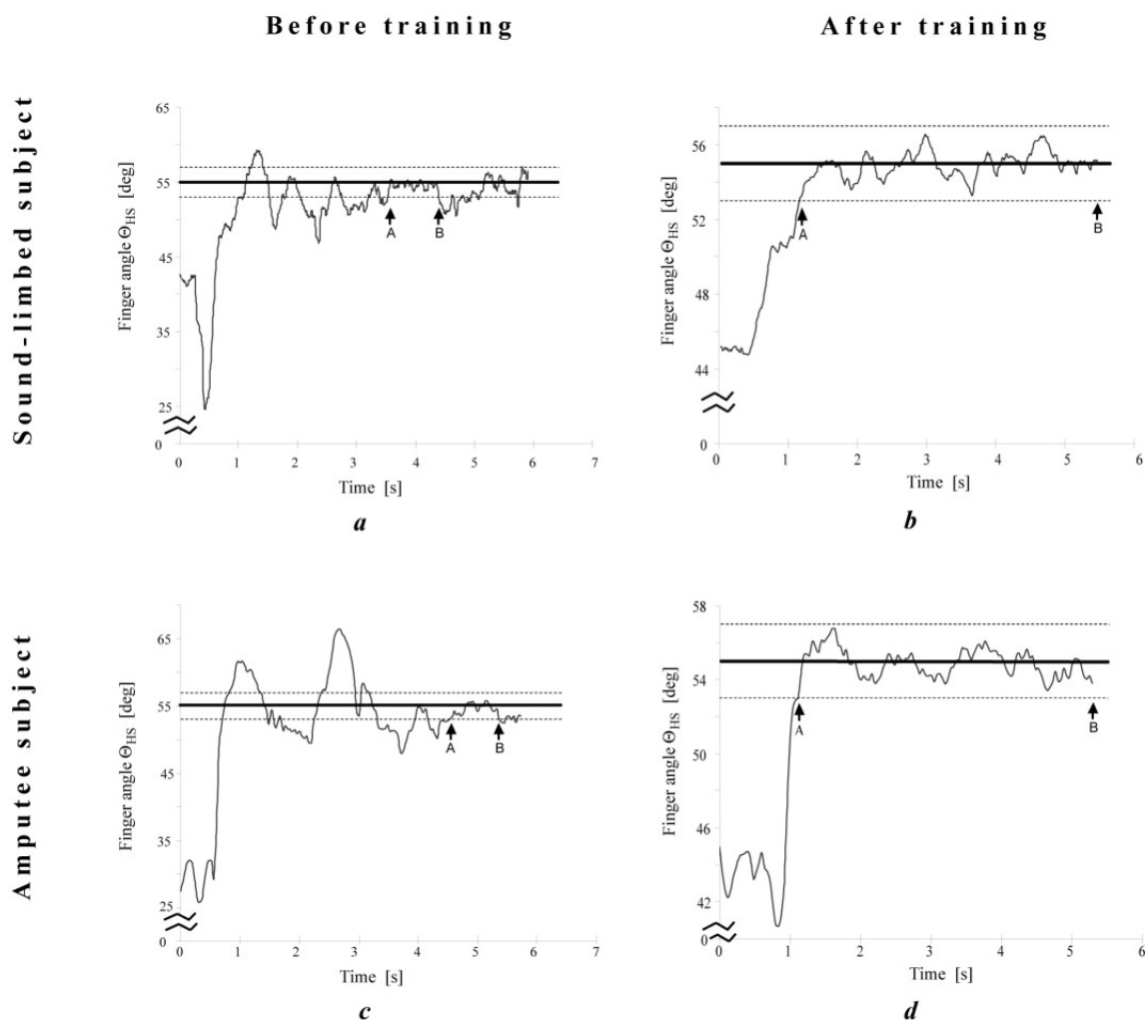 Before training
After training
Sound-limbed subject
Finger angle ΘHS [deg]
65
55
45
35
25
0
A
B
0 1 2 3 4 5 6 7
Time [s]
a
Finger angle ΘHS [deg]
56
52
48
44
0
A
B
0 1 2 3 4 5 6
Time [s]
b
Amputee subject
Finger angle ΘHS [deg]
65
55
45
35
25
0
A
B
0 1 2 3 4 5 6 7
Time [s]
c
Finger angle ΘHS [deg]
58
54
50
46
42
0
A
B
0 1 2 3 4 5 6
Time [s]
d